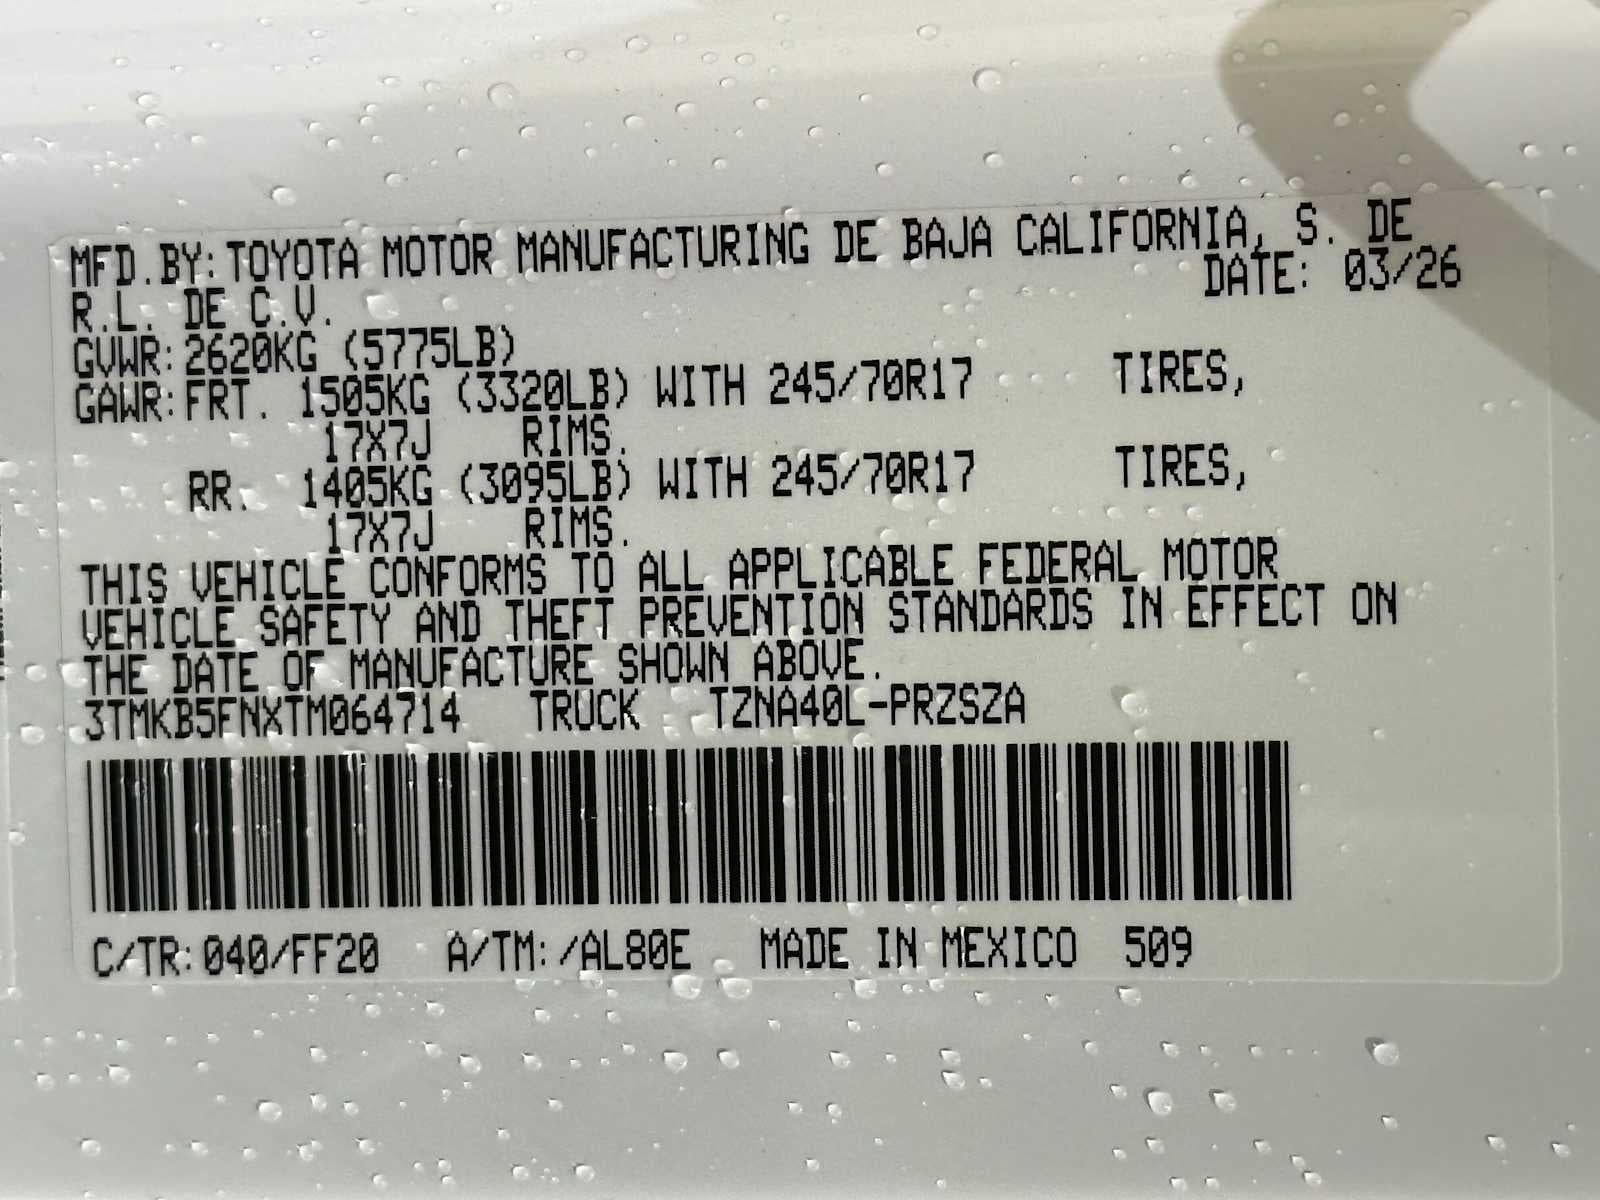 MFD.BY:TOYOTA MOTOR MANUFACTURING DE BAJA CALIFORNIA, S. DE
R.L. DE C.V. DATE: 03/26
GVWR:2620KG (5775LB)
GAWR:FRT. 1505KG (3320LB) WITH 245/70R17 TIRES,
17X7J RIMS.
RR. 1405KG (3095LB) WITH 245/70R17 TIRES,
17X7J RIMS.
THIS VEHICLE CONFORMS TO ALL APPLICABLE FEDERAL MOTOR
VEHICLE SAFETY AND THEFT PREVENTION STANDARDS IN EFFECT ON
THE DATE OF MANUFACTURE SHOWN ABOVE.
3TMKB5FNXTM064714 TRUCK TZNA40L-PRZSZA
C/TR:040/FF20 A/TM:/AL80E MADE IN MEXICO 509